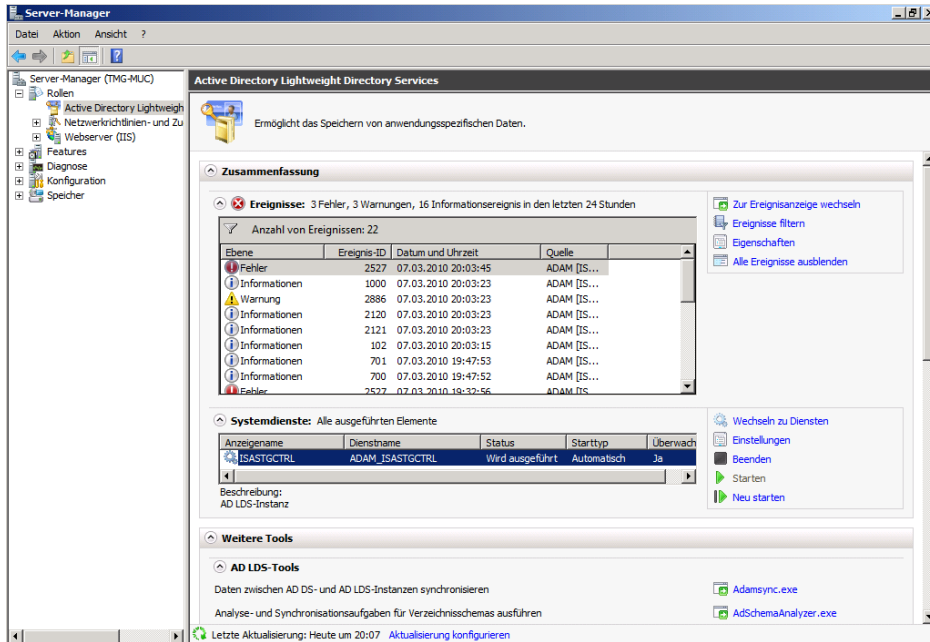 Server-Manager
Datei Aktion Ansicht ?
Server-Manager (TMG-MUC)
Rollen
Active Directory Lightweigh
Netzwerkrichtlinien- und Zu
Webserver (IIS)
Features
Diagnose
Konfiguration
Speicher
Active Directory Lightweight Directory Services
Ermöglicht das Speichern von anwendungsspezifischen Daten.
Zusammenfassung
Ereignisse: 3 Fehler, 3 Warnungen, 16 Informationsereignis in den letzten 24 Stunden
Anzahl von Ereignissen: 22
Ebene Ereignis-ID Datum und Uhrzeit Quelle
Fehler 2527 07.03.2010 20:03:45 ADAM [IS...
Informationen 1000 07.03.2010 20:03:23 ADAM [IS...
Warnung 2886 07.03.2010 20:03:23 ADAM [IS...
Informationen 2120 07.03.2010 20:03:23 ADAM [IS...
Informationen 2121 07.03.2010 20:03:23 ADAM [IS...
Informationen 102 07.03.2010 20:03:15 ADAM [IS...
Informationen 701 07.03.2010 19:47:53 ADAM [IS...
Informationen 700 07.03.2010 19:47:52 ADAM [IS...
Fehler 2527 07.03.2010 19:32:56 ADAM [IS...
Zur Ereignisanzeige wechseln
Ereignisse filtern
Eigenschaften
Alle Ereignisse ausblenden
Systemdienste: Alle ausgeführten Elemente
Anzeigename Dienstname Status Starttyp Überwach
ISASTGCTRL ADAM_ISASTGCTRL Wird ausgeführt Automatisch Ja
Beschreibung:
AD LDS-Instanz
Wechseln zu Diensten
Einstellungen
Beenden
Starten
Neu starten
Weitere Tools
AD LDS-Tools
Daten zwischen AD DS- und AD LDS-Instanzen synchronisieren Adamsync.exe
Analyse- und Synchronisationsaufgaben für Verzeichnisschemas ausführen AdSchemaAnalyzer.exe
Letzte Aktualisierung: Heute um 20:07 Aktualisierung konfigurieren